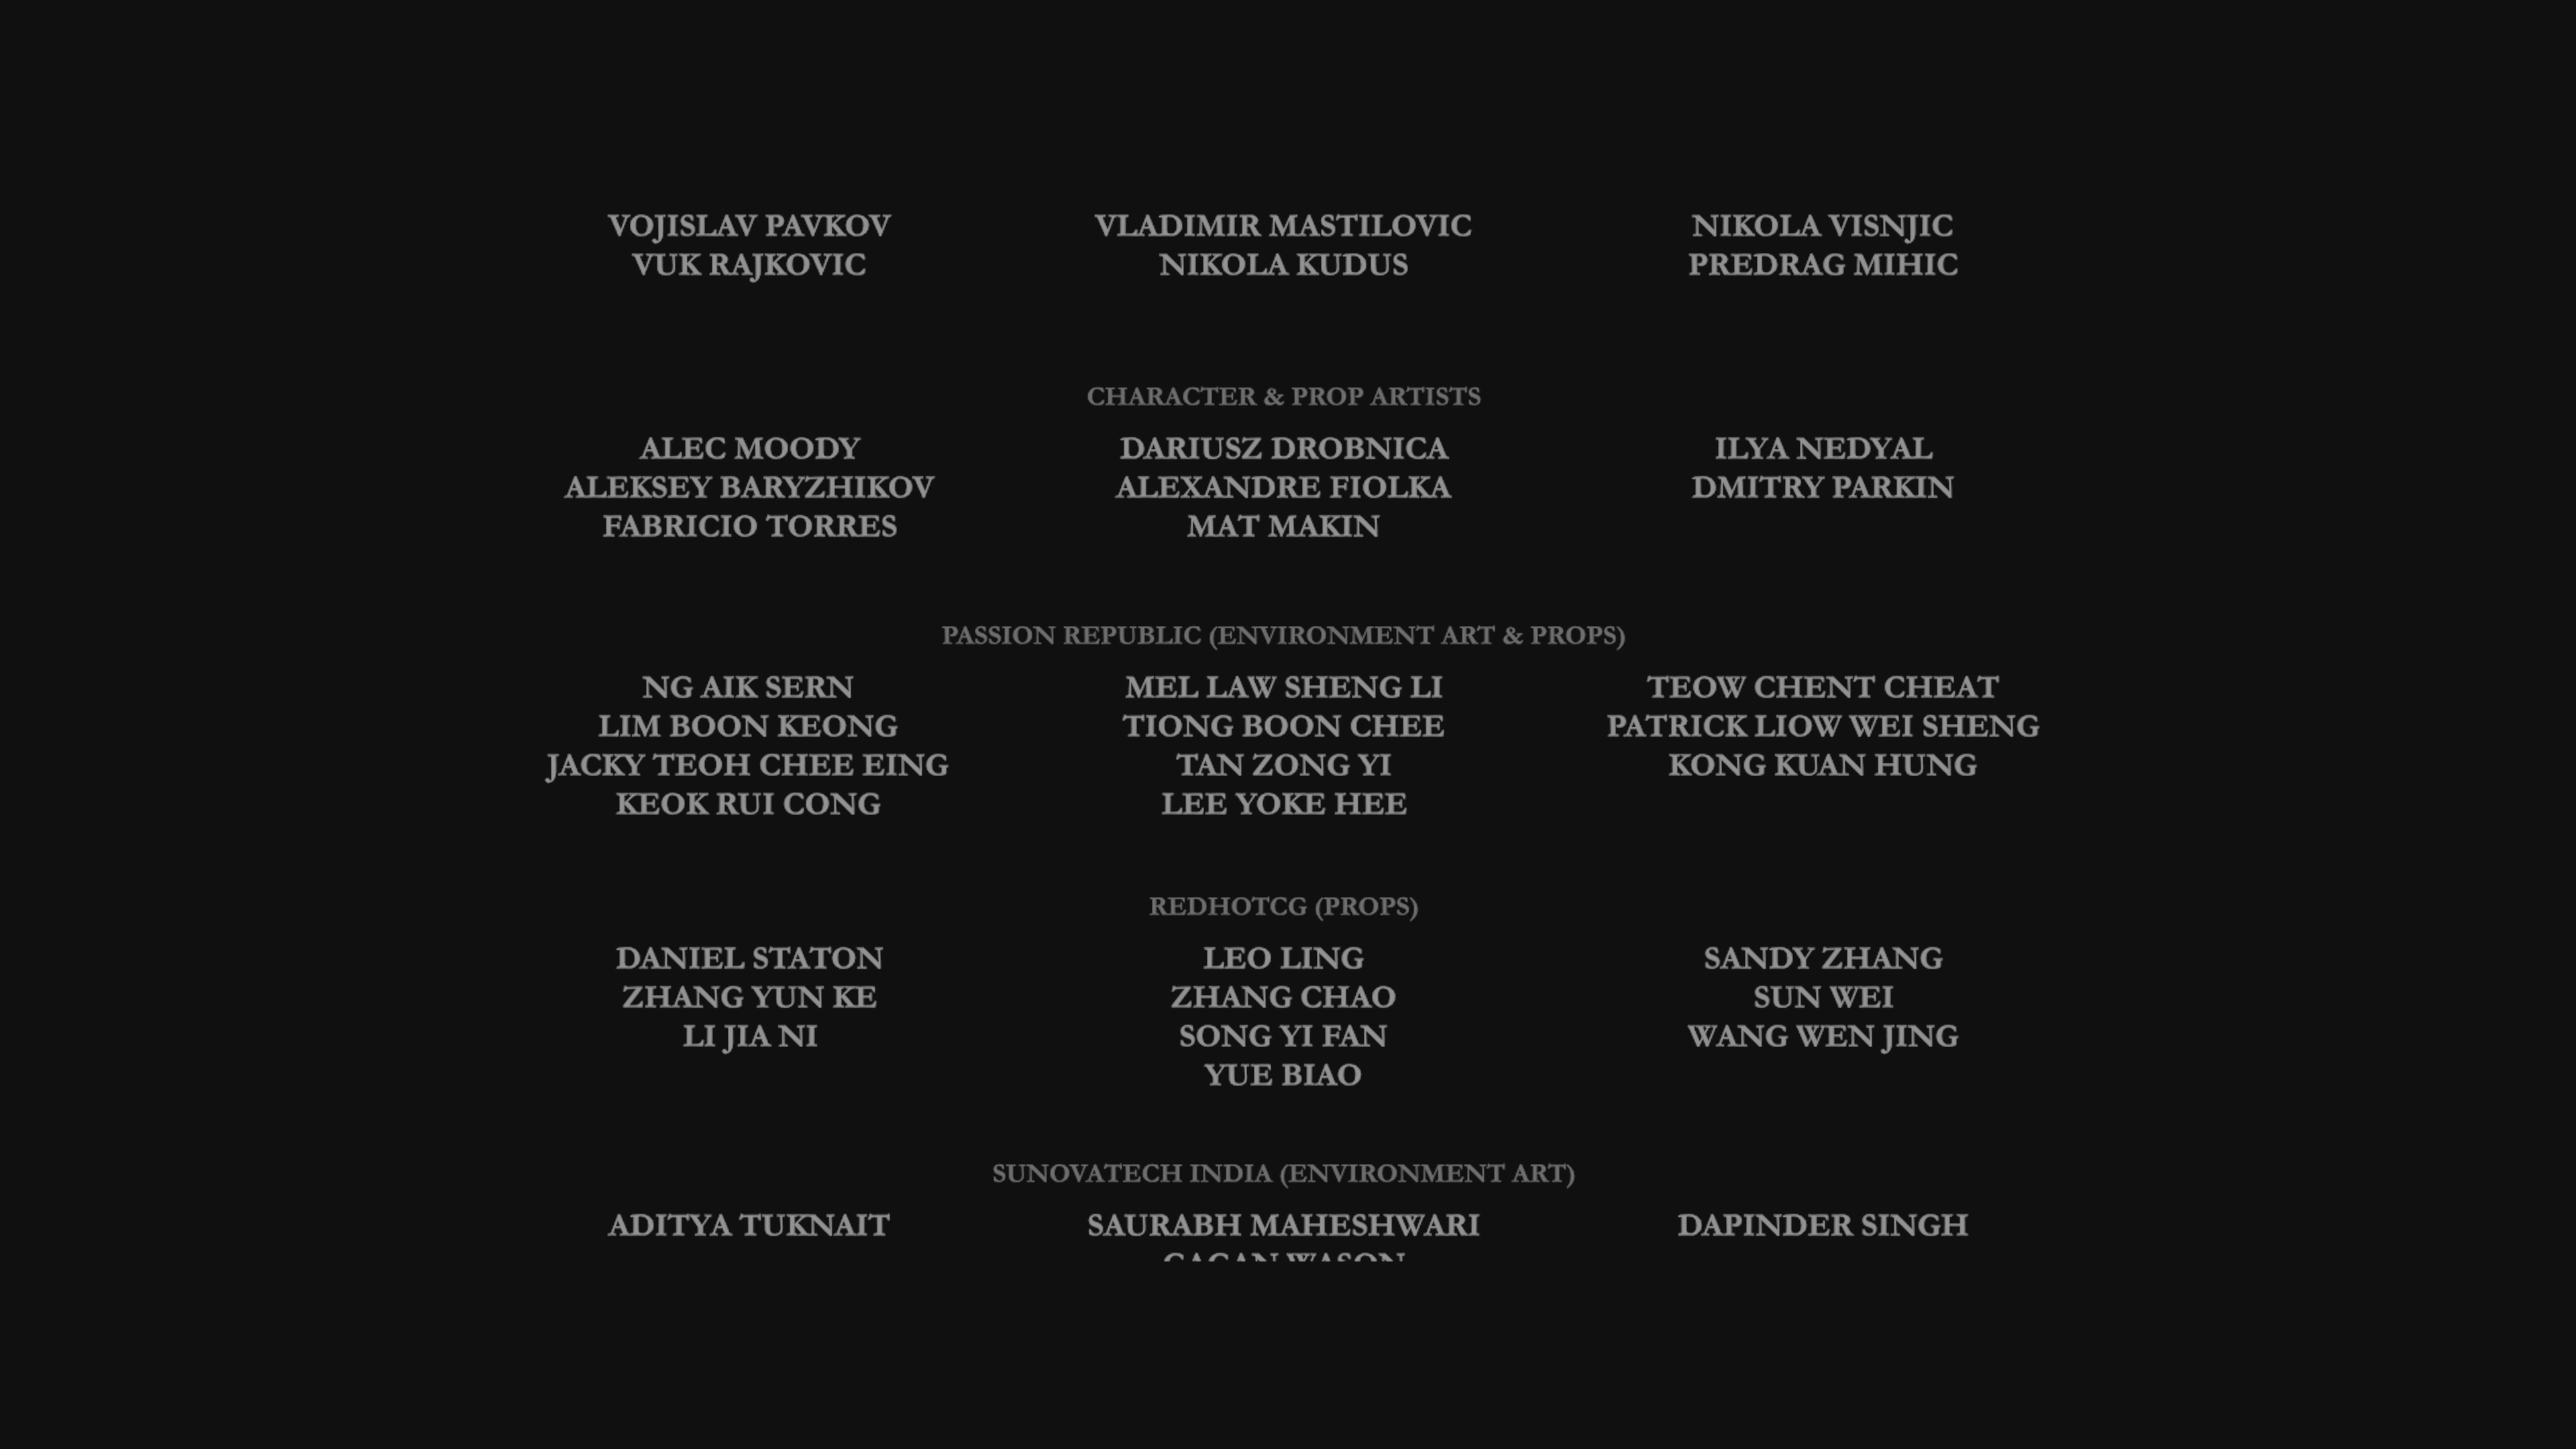 VOJISLAV PAVKOV VLADIMIR MASTILOVIC NIKOLA VISNJIC
VUK RAJKOVIC NIKOLA KUDUS PREDRAG MIHIC
CHARACTER & PROP ARTISTS
ALEC MOODY DARIUSZ DROBNICA ILYA NEDYAL
ALEKSEY BARYZHIKOV ALEXANDRE FIOLKA DMITRY PARKIN
FABRICIO TORRES MAT MAKIN
PASSION REPUBLIC (ENVIRONMENT ART & PROPS)
NG AIK SERN MEL LAW SHENG LI TEOW CHENT CHEAT
LIM BOON KEONG TIONG BOON CHEE PATRICK LIOW WEI SHENG
JACKY TEOH CHEE EING TAN ZONG YI KONG KUAN HUNG
KEOK RUI CONG LEE YOKE HEE
REDHOTCG (PROPS)
DANIEL STATON LEO LING SANDY ZHANG
ZHANG YUN KE ZHANG CHAO SUN WEI
LI JIA NI SONG YI FAN WANG WEN JING
YUE BIAO
SUNOVATECH INDIA (ENVIRONMENT ART)
ADITYA TUKNAIT SAURABH MAHESHWARI DAPINDER SINGH